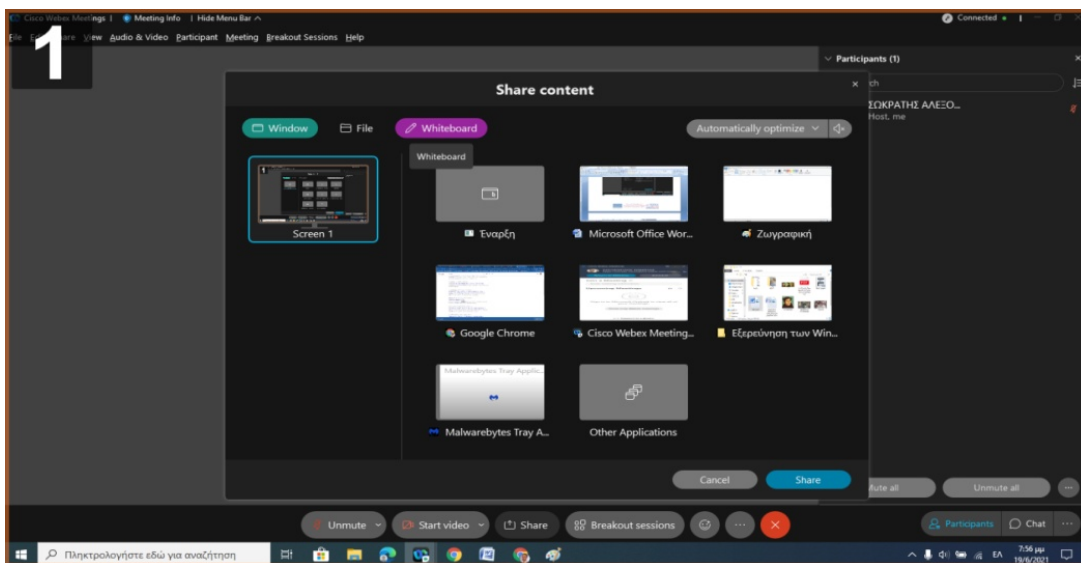 Cisco Webex Meetings | Meeting Info | Hide Menu Bar
Connected
View Audio & Video Participant Meeting Breakout Sessions Help
1
Participants (1)
Share content
Window File Whiteboard Automatically optimize
Whiteboard
ΣΩΚΡΑΤΗΣ ΑΛΕΞΟ...
Host, me
Screen 1
Έναρξη Microsoft Office Wor... Ζωγραφική
Google Chrome Cisco Webex Meeting... Εξερεύνηση των Win...
Malwarebytes Tray Applic...
Malwarebytes Tray A... Other Applications
Cancel Share
Mute all Unmute all
Unmute Start video Share Breakout sessions Participants Chat
Πληκτρολογήστε εδώ για αναζήτηση
ΕΛ
7:56 μμ
19/6/2021